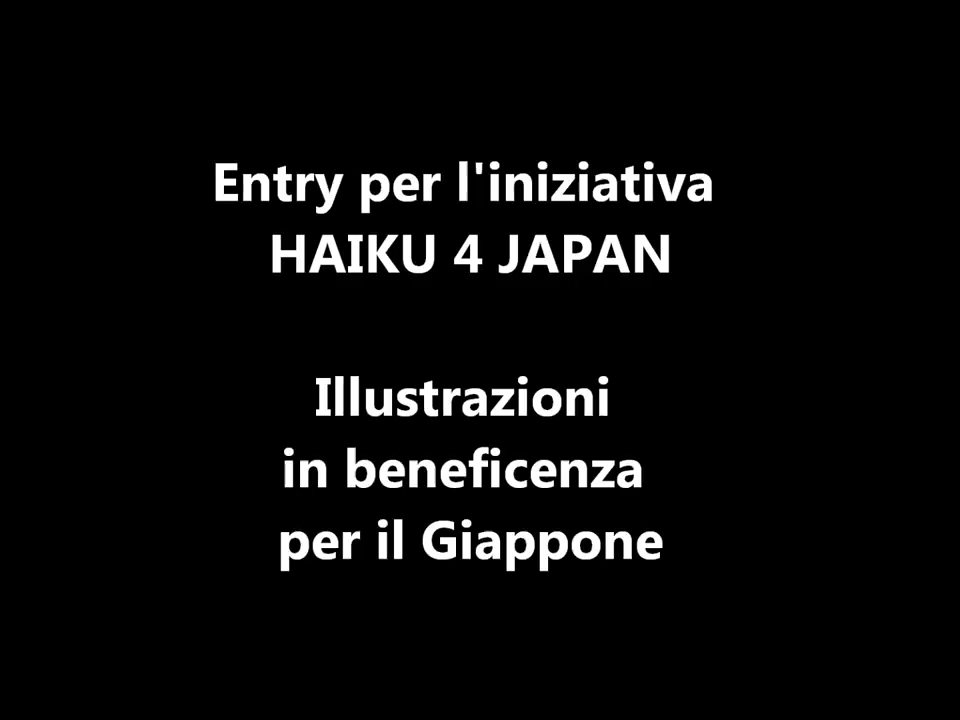 Entry per l'iniziativa
HAIKU 4 JAPAN
Illustrazioni
in beneficenza
per il Giappone